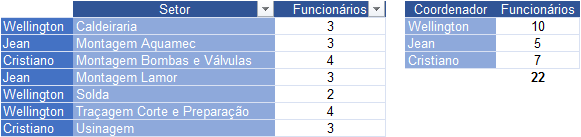 Setor Funcionários
Wellington Caldeiraria 3
Jean Montagem Aquamec 3
Cristiano Montagem Bombas e Válvulas 4
Jean Montagem Lamor 3
Wellington Solda 2
Wellington Traçagem Corte e Preparação 4
Cristiano Usinagem 3
Coordenador Funcionários
Wellington 10
Jean 5
Cristiano 7
22